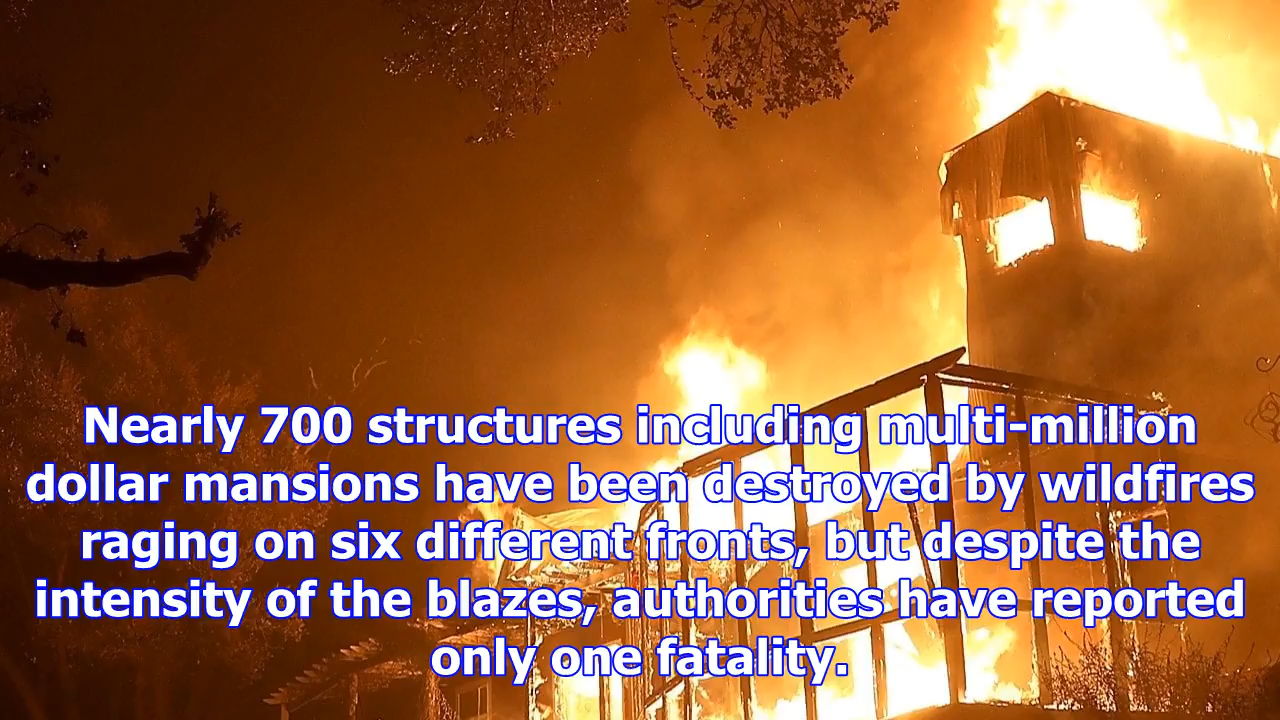 Nearly 700 structures including multi-million
dollar mansions have been destroyed by wildfires
raging on six different fronts, but despite the
intensity of the blazes, authorities have reported
only one fatality.